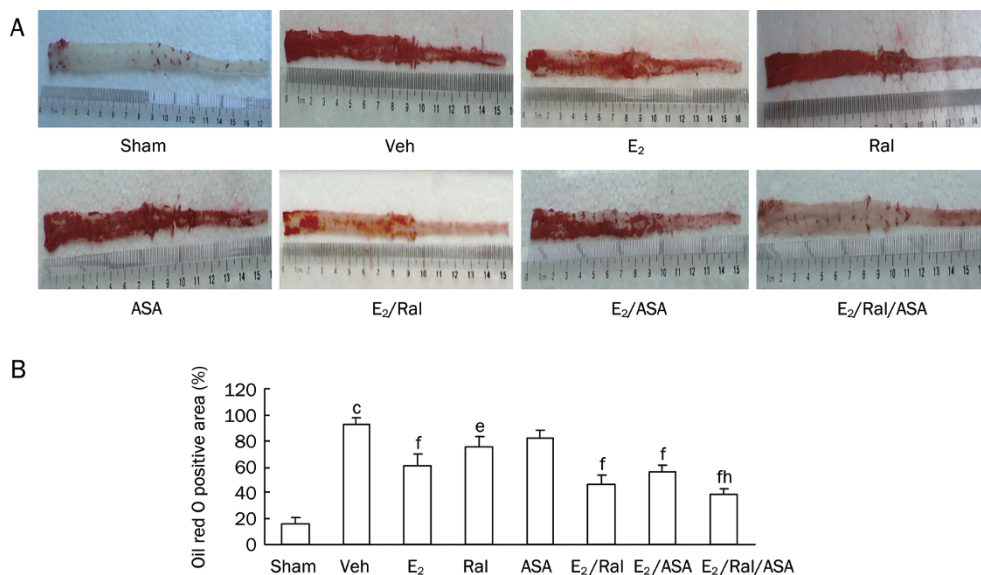 A
Sham
Veh
E₂
Ral
ASA
E₂/Ral
E₂/ASA
E₂/Ral/ASA
B
Oil red O positive area (%)
120
100
80
60
40
20
0
c
f
e
f
f
fh
Sham
Veh
E₂
Ral
ASA
E₂/Ral
E₂/ASA
E₂/Ral/ASA